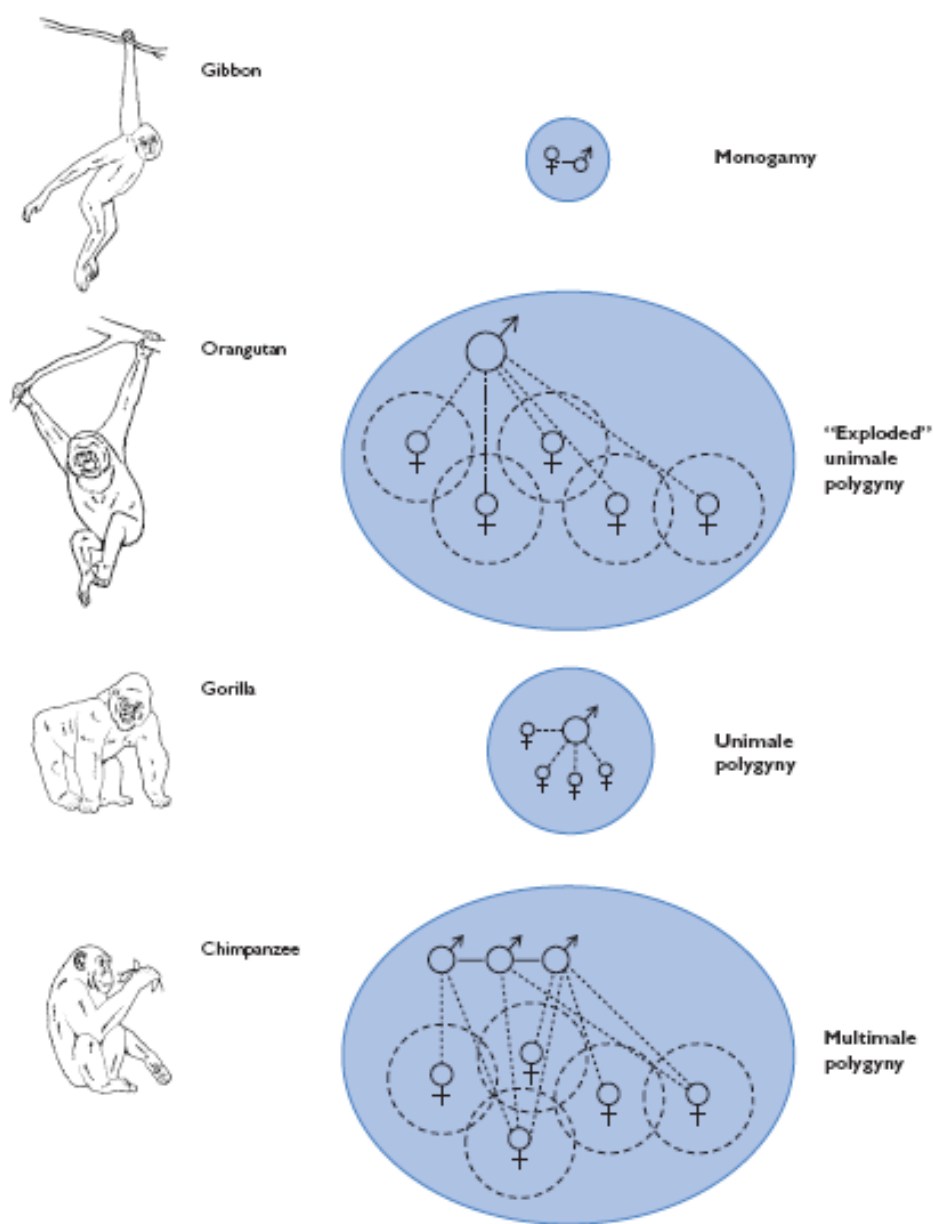 Gibbon
Monogamy
Orangutan
“Exploded”
unimale
polygyny
Gorilla
Unimale
polygyny
Chimpanzee
Multimale
polygyny